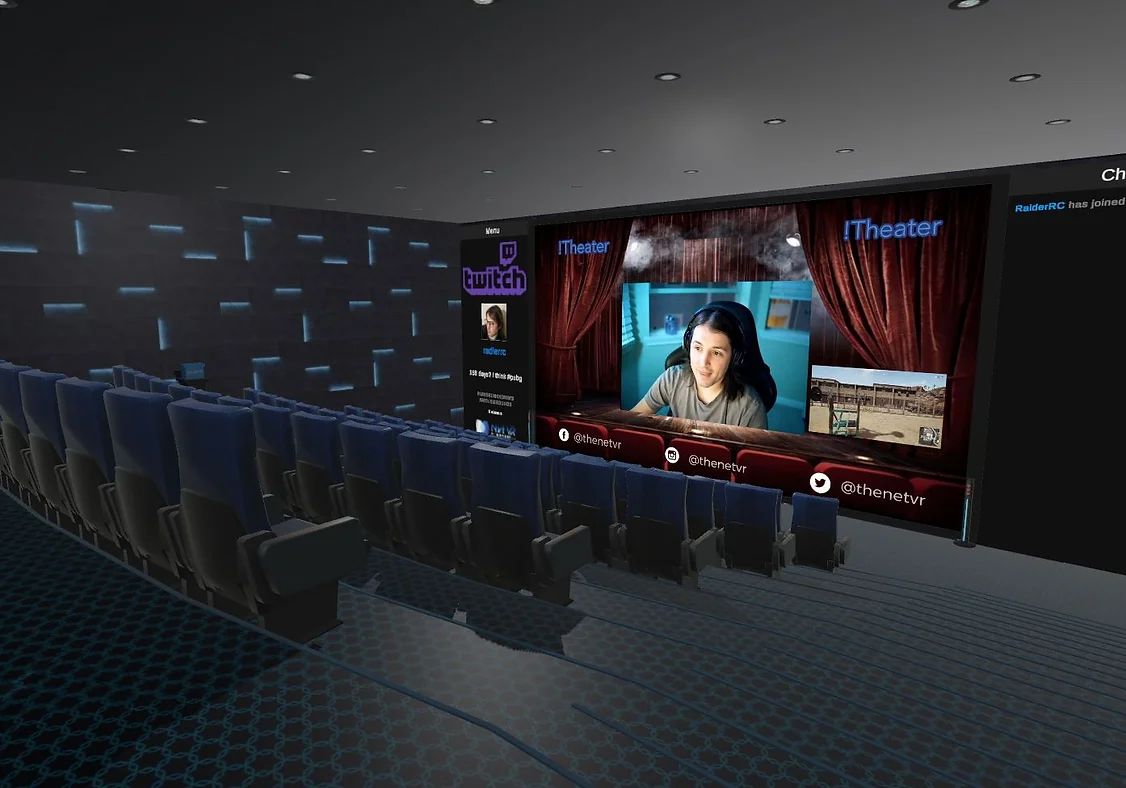 Menu
twitch
raiderrc
!Theater
!Theater
@thenetvr
@thenetvr
@thenetvr
Ch
RaiderRC has joined